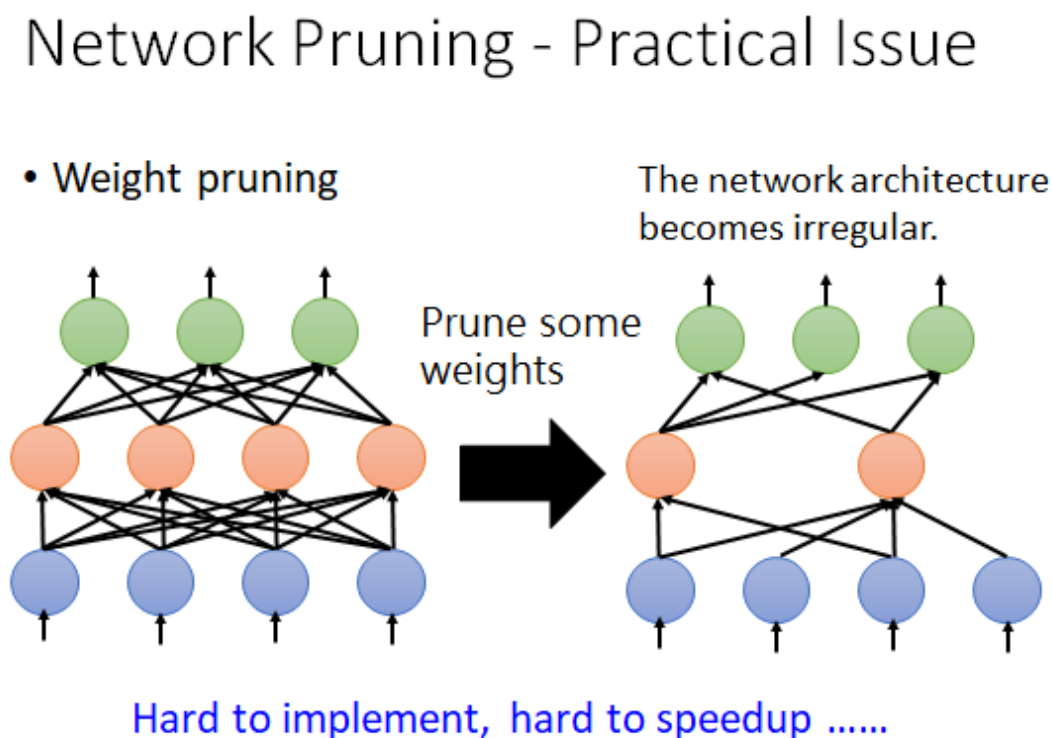 Network Pruning - Practical Issue
• Weight pruning
The network architecture
becomes irregular.
Prune some
weights
Hard to implement, hard to speedup ......